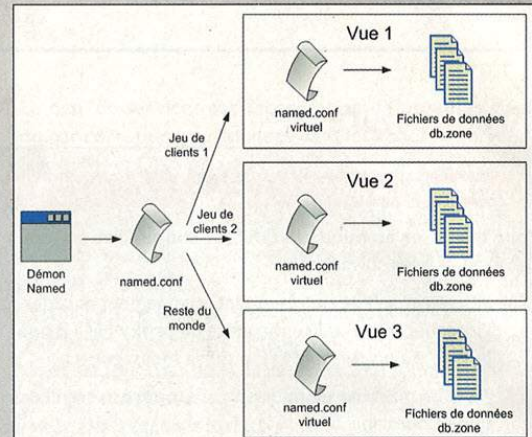 Vue 1
named.conf
virtuel
Fichiers de données
db.zone
Jeu de
clients 1
Vue 2
Jeu de
clients 2
Démon
Named
named.conf
named.conf
virtuel
Fichiers de données
db.zone
Reste du
monde
Vue 3
named.conf
virtuel
Fichiers de données
db.zone